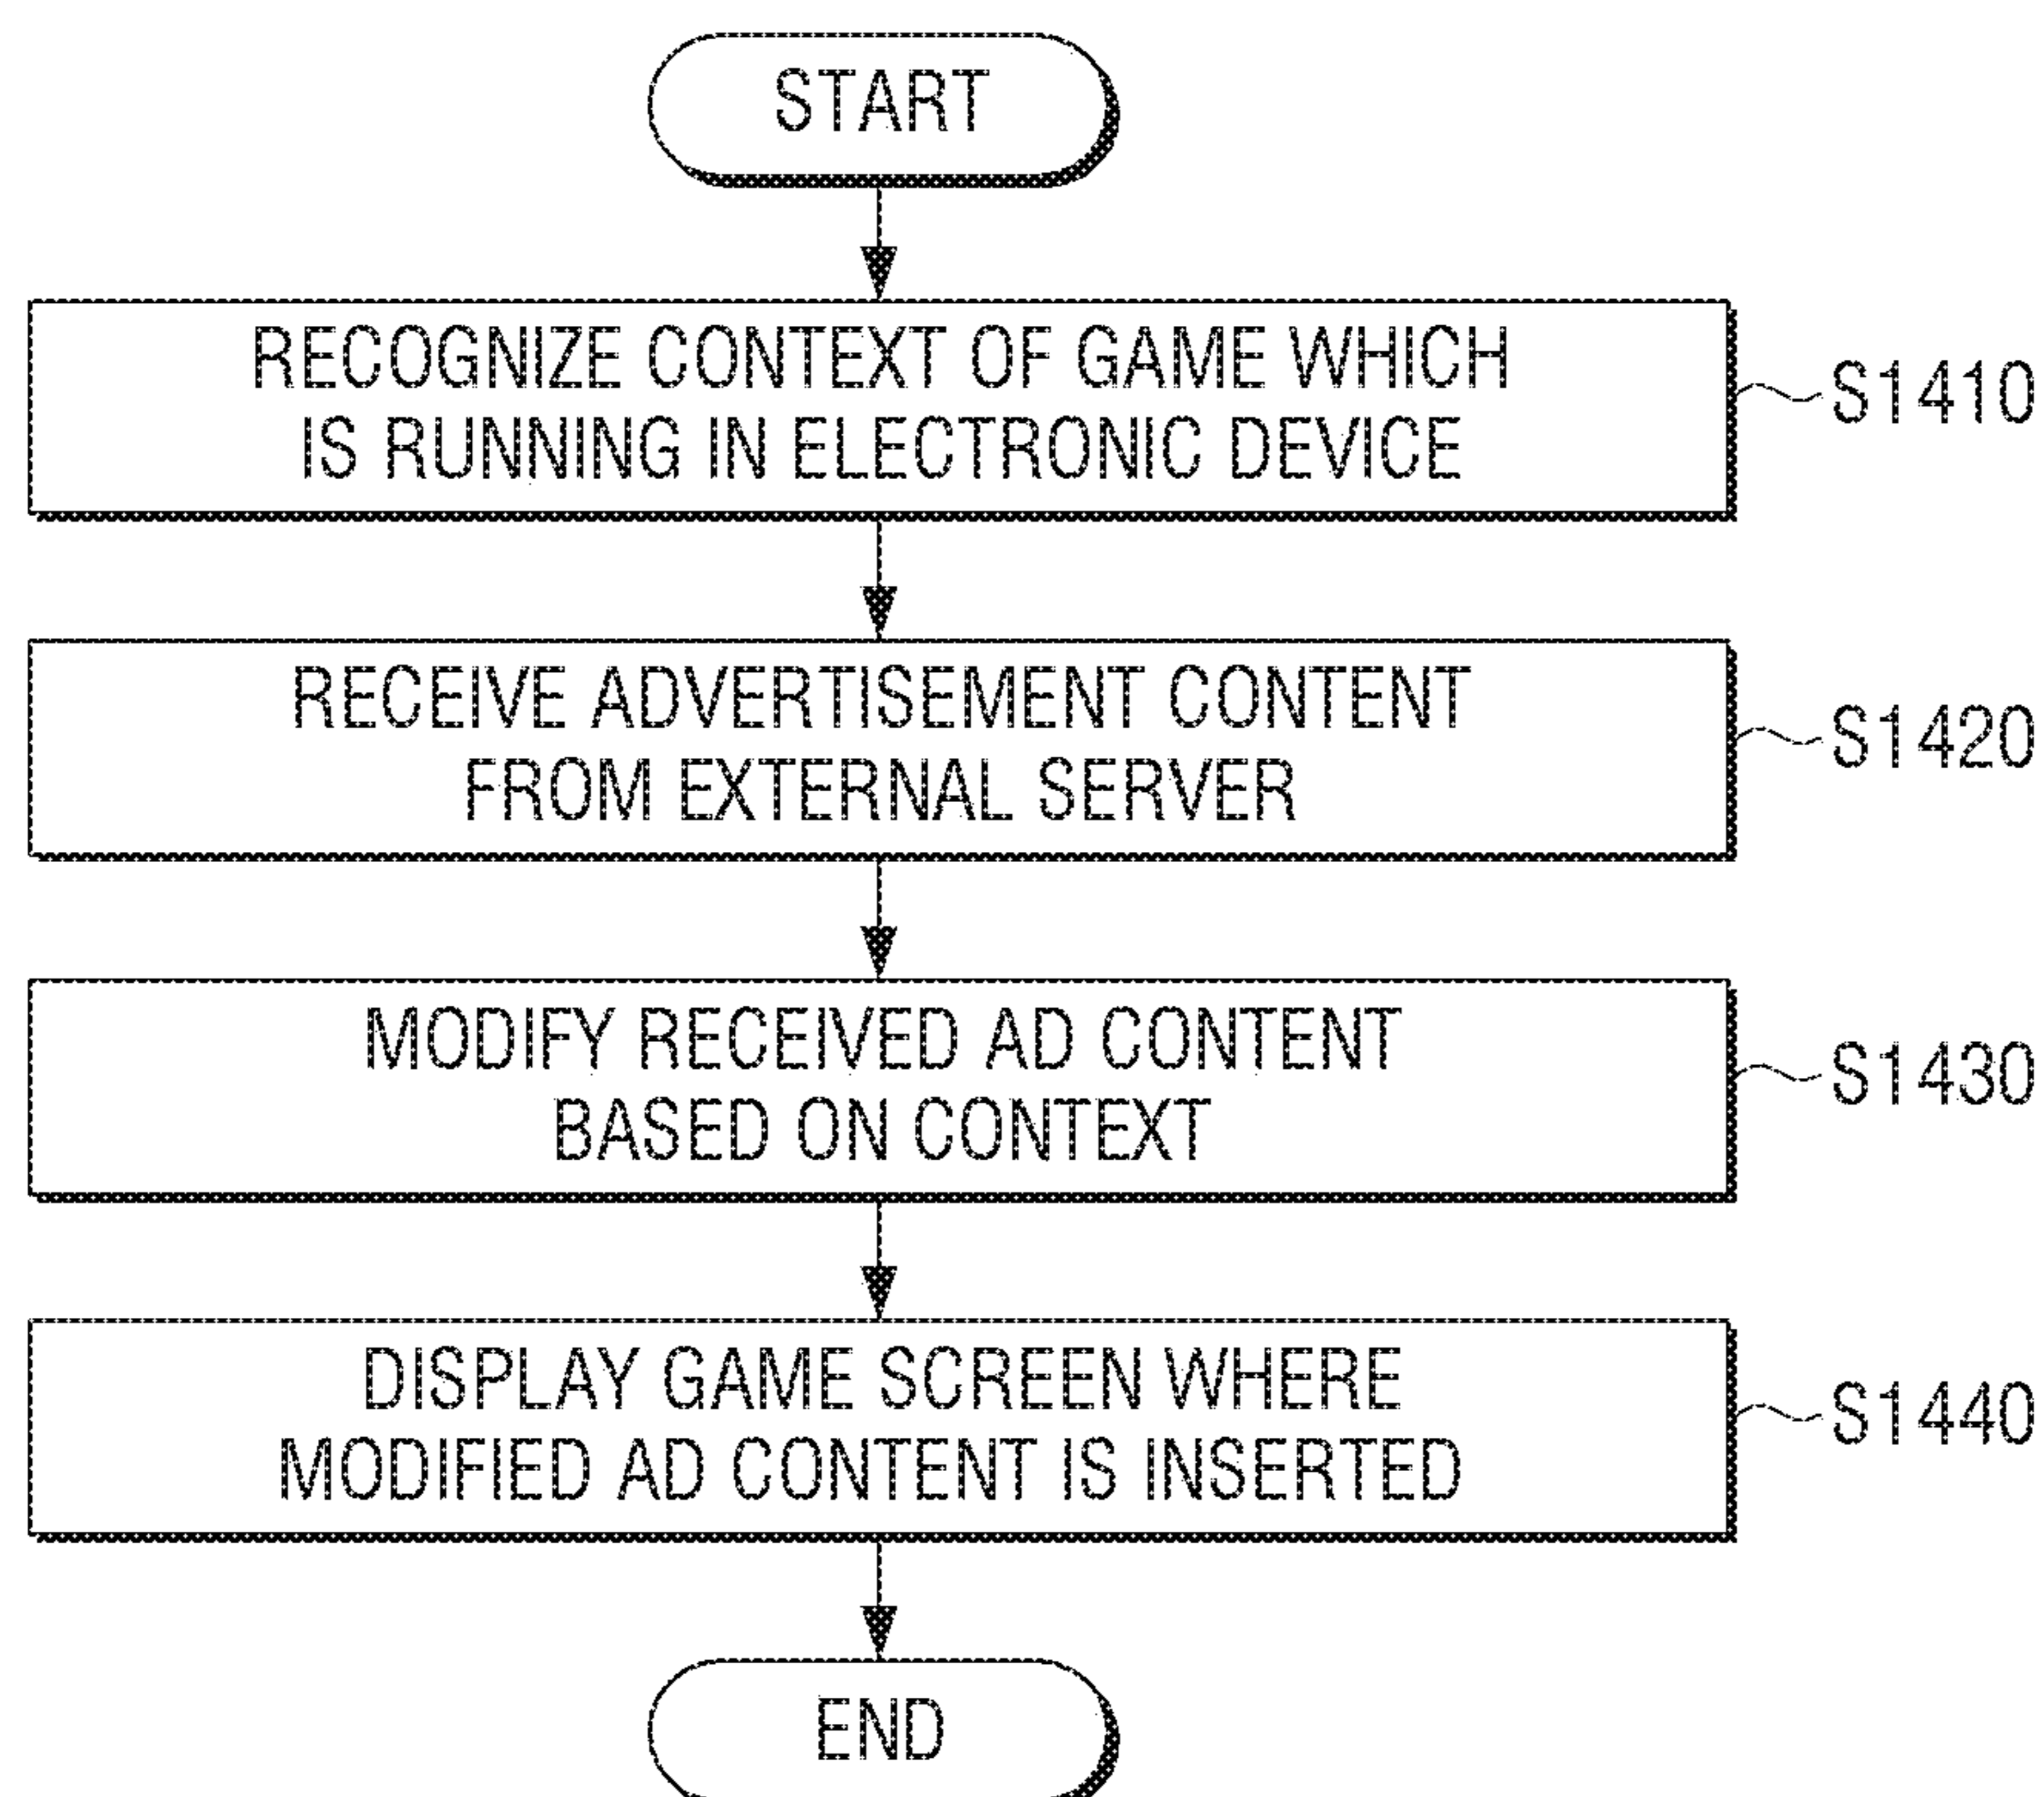 START
RECOGNIZE CONTEXT OF GAME WHICH
IS RUNNING IN ELECTRONIC DEVICE
S1410
RECEIVE ADVERTISEMENT CONTENT
FROM EXTERNAL SERVER
S1420
MODIFY RECEIVED AD CONTENT
BASED ON CONTEXT
S1430
DISPLAY GAME SCREEN WHERE
MODIFIED AD CONTENT IS INSERTED
S1440
END